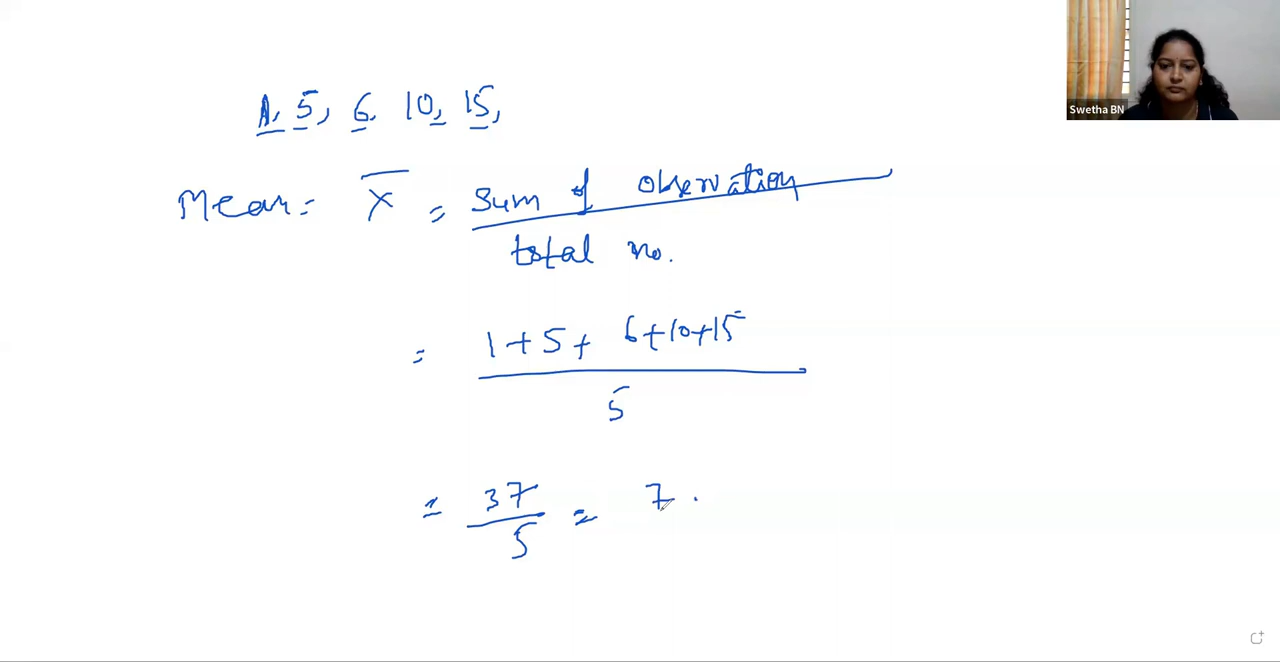 1, 5, 6, 10, 15,
Swetha BN
Mean = X̅ = Sum of observation
total no.
= 1+5+ 6+10+15
5
= 37 = 7.
5